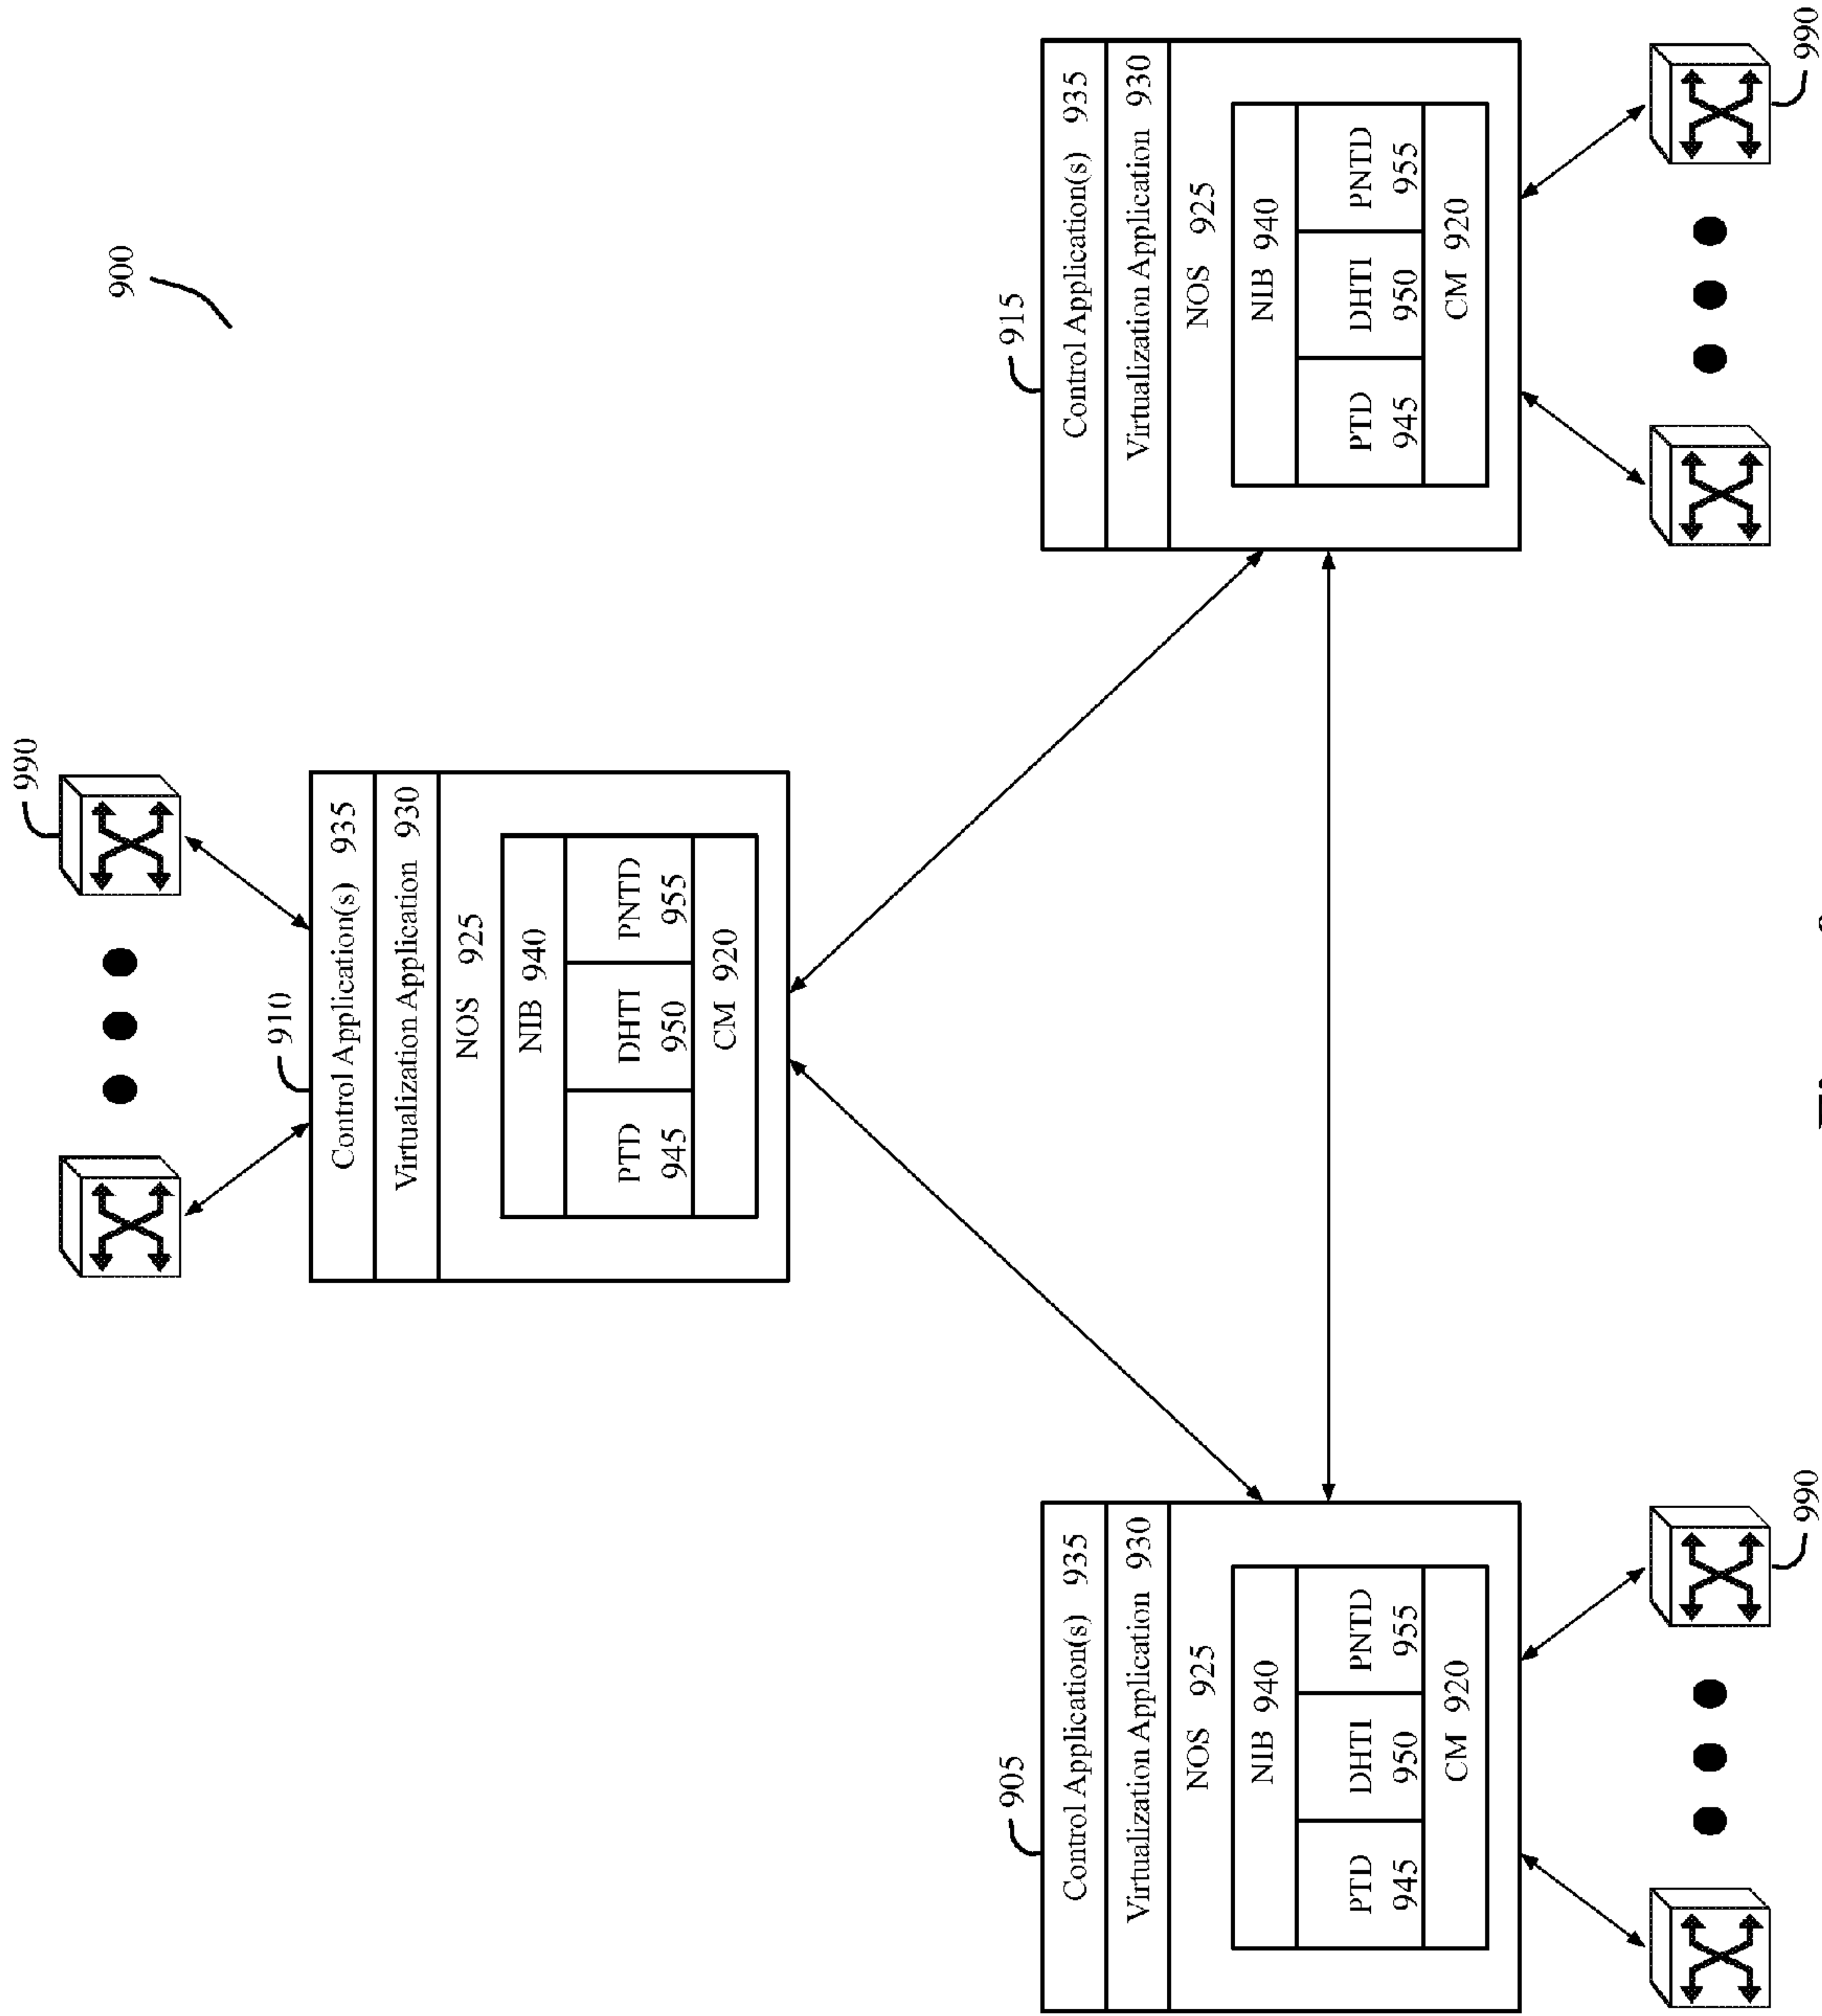 990
900
910
Control Application(s) 935
Virtualization Application 930
NOS 925
NIB 940
PTD
945
DHTI
950
PNTD
955
CM 920
905
Control Application(s) 935
Virtualization Application 930
NOS 925
NIB 940
PTD
945
DHTI
950
PNTD
955
CM 920
990
915
Control Application(s) 935
Virtualization Application 930
NOS 925
NIB 940
PTD
945
DHTI
950
PNTD
955
CM 920
990